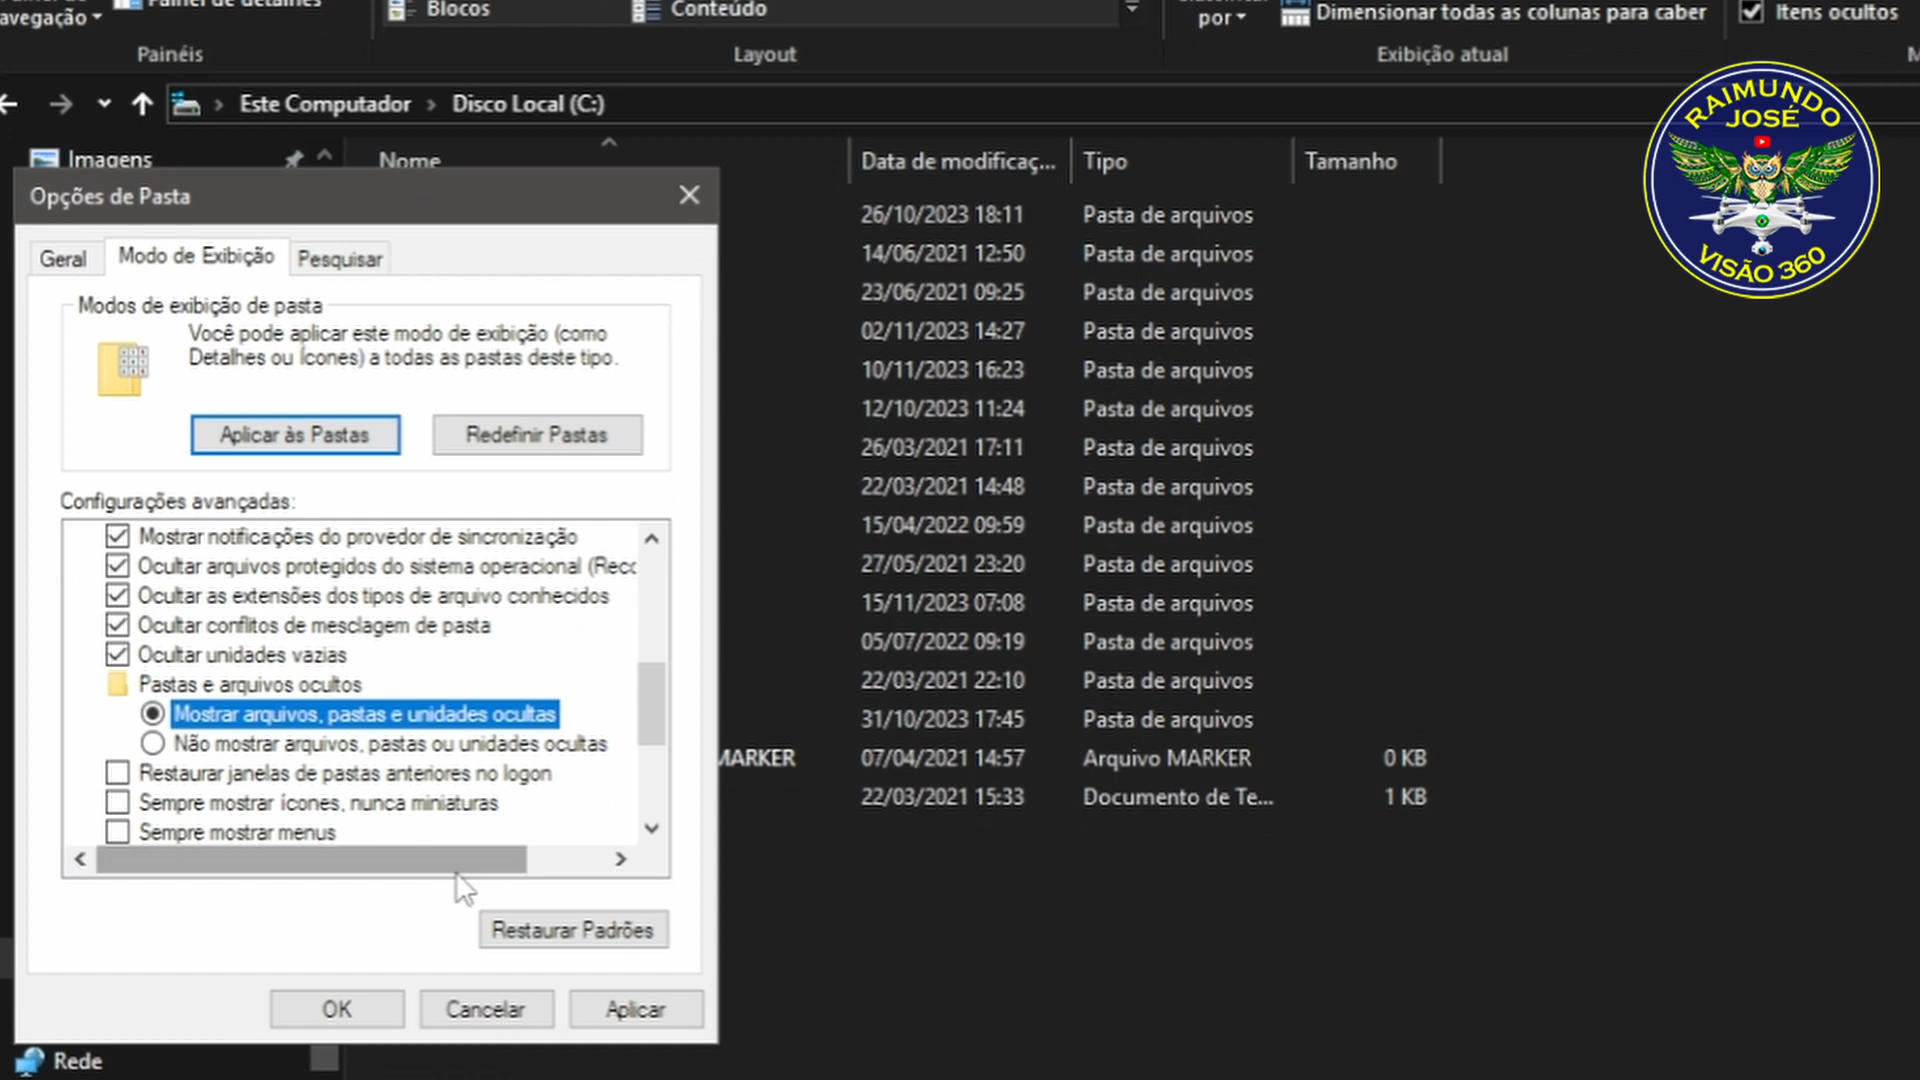 avegação
Painel de detalhes
Blocos
Conteúdo
por
Dimensionar todas as colunas para caber
Itens ocultos
Painéis
Layout
Exibição atual
Este Computador > Disco Local (C:)
Imagens
Nome
Data de modificaç...
Tipo
Tamanho
RAIMUNDO
JOSÉ
VISÃO 360
Opções de Pasta
Geral
Modo de Exibição
Pesquisar
Modos de exibição de pasta
Você pode aplicar este modo de exibição (como
Detalhes ou Ícones) a todas as pastas deste tipo.
Aplicar às Pastas
Redefinir Pastas
Configurações avançadas:
Mostrar notificações do provedor de sincronização
Ocultar arquivos protegidos do sistema operacional (Rec
Ocultar as extensões dos tipos de arquivo conhecidos
Ocultar conflitos de mesclagem de pasta
Ocultar unidades vazias
Pastas e arquivos ocultos
Mostrar arquivos, pastas e unidades ocultas
Não mostrar arquivos, pastas ou unidades ocultas
Restaurar janelas de pastas anteriores no logon
Sempre mostrar ícones, nunca miniaturas
Sempre mostrar menus
Restaurar Padrões
OK
Cancelar
Aplicar
26/10/2023 18:11 Pasta de arquivos
14/06/2021 12:50 Pasta de arquivos
23/06/2021 09:25 Pasta de arquivos
02/11/2023 14:27 Pasta de arquivos
10/11/2023 16:23 Pasta de arquivos
12/10/2023 11:24 Pasta de arquivos
26/03/2021 17:11 Pasta de arquivos
22/03/2021 14:48 Pasta de arquivos
15/04/2022 09:59 Pasta de arquivos
27/05/2021 23:20 Pasta de arquivos
15/11/2023 07:08 Pasta de arquivos
05/07/2022 09:19 Pasta de arquivos
22/03/2021 22:10 Pasta de arquivos
31/10/2023 17:45 Pasta de arquivos
MARKER 07/04/2021 14:57 Arquivo MARKER 0 KB
22/03/2021 15:33 Documento de Te... 1 KB
Rede